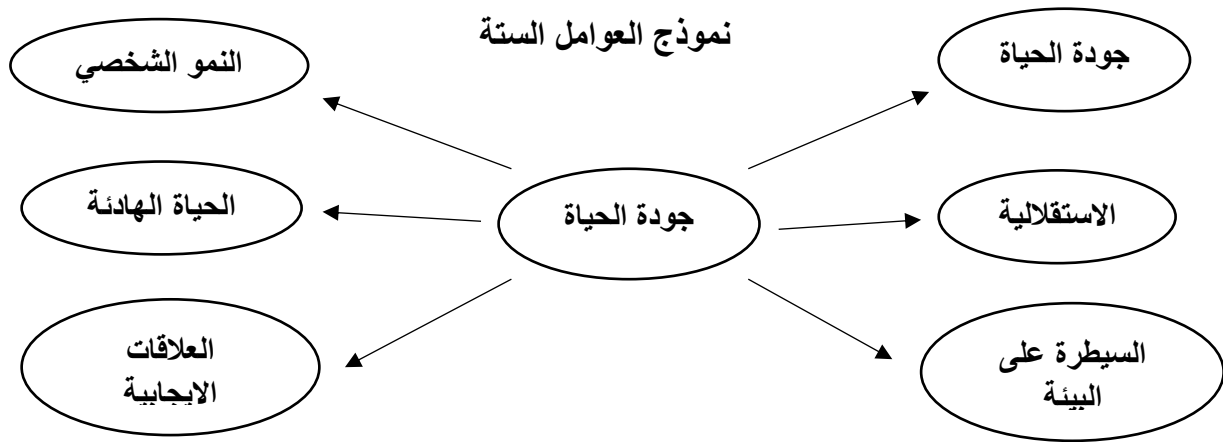 نموذج العوامل الستة
جودة الحياة
النمو الشخصي
الاستقلالية
جودة الحياة
الحياة الهادئة
السيطرة على
البيئة
العلاقات
الايجابية